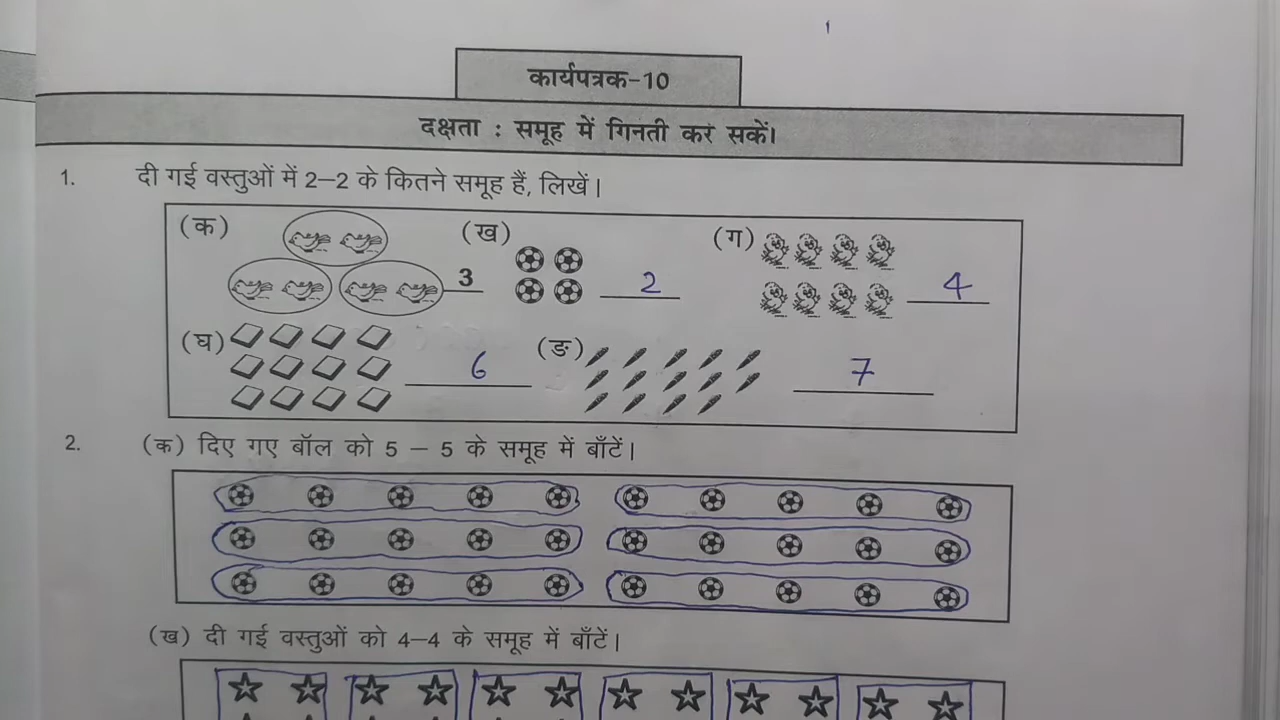 कार्यपत्रक-10
दक्षता : समूह में गिनती कर सकें।
1. दी गई वस्तुओं में 2–2 के कितने समूह हैं, लिखें।
(क) 3 (ख) 2 (ग) 4
(घ) 6 (ङ) 7
2. (क) दिए गए बॉल को 5 – 5 के समूह में बाँटें।
(ख) दी गई वस्तुओं को 4–4 के समूह में बाँटें।